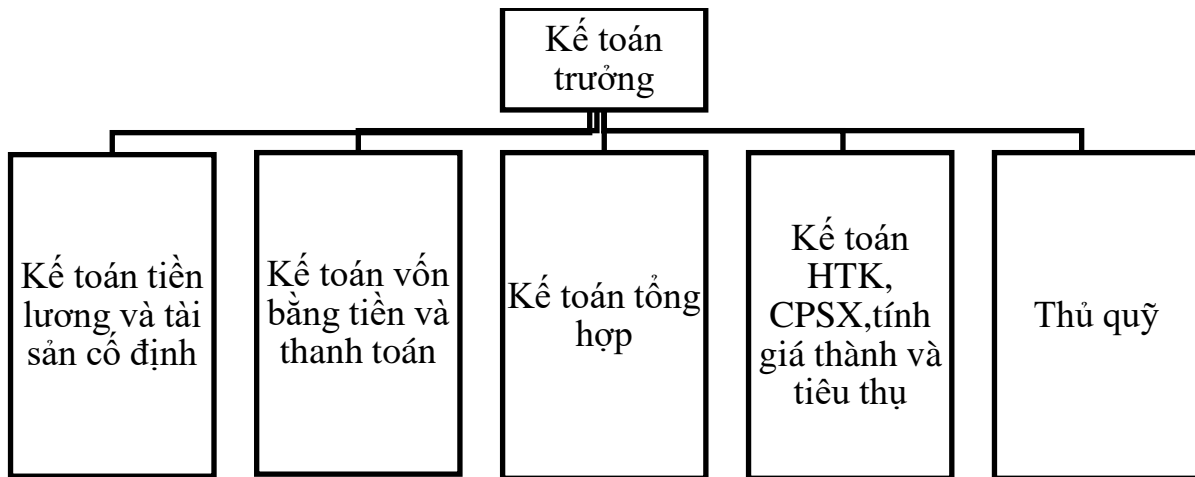 Kế toán
trưởng
Kế toán tiền
lương và tài
sản cố định
Kế toán vốn
bằng tiền và
thanh toán
Kế toán tổng
hợp
Kế toán
HTK,
CPSX,tính
giá thành và
tiêu thụ
Thủ quỹ